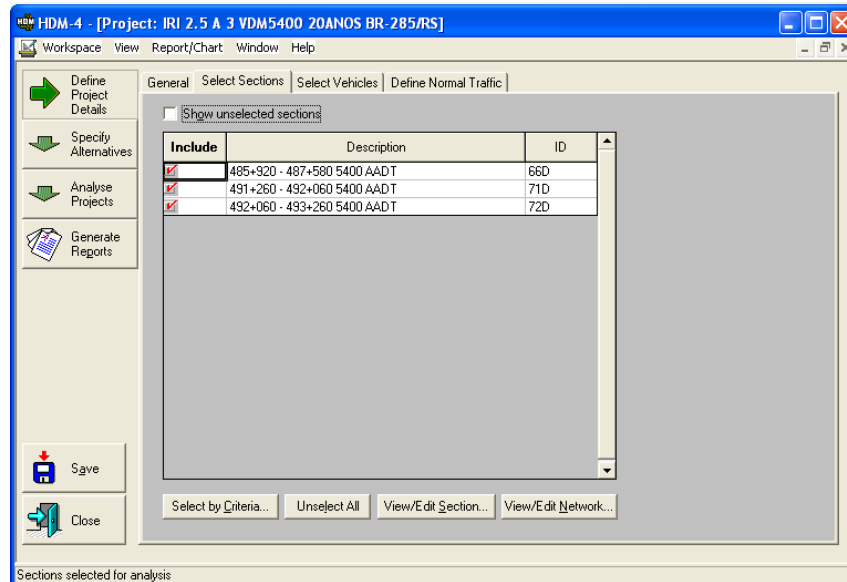 HDM-4 - [Project: IRI 2.5 A 3 VDM5400 20ANOS BR-285/RS]
Workspace View Report/Chart Window Help
Define
Project
Details
Specify
Alternatives
Analyse
Projects
Generate
Reports
Save
Close
General Select Sections Select Vehicles Define Normal Traffic
Show unselected sections
Include Description ID
485+920 - 487+580 5400 AADT 66D
491+260 - 492+060 5400 AADT 71D
492+060 - 493+260 5400 AADT 72D
Select by Criteria... Unselect All View/Edit Section... View/Edit Network...
Sections selected for analysis